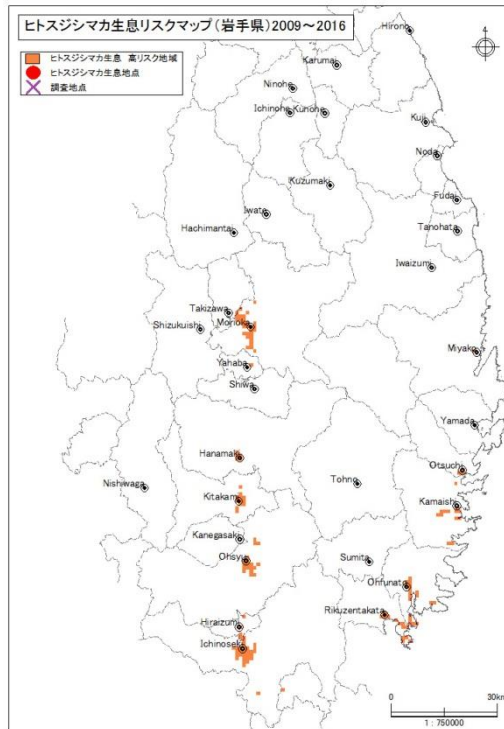 ヒトスジシマカ生息リスクマップ(岩手県)2009~2016
ヒトスジシマカ生息 高リスク地域
ヒトスジシマカ生息地点
調査地点
Hirono
Karumai
Ninohe
Ichinohe Kunohe
Kuji
Noda
Kuzumaki
Fudai
Iwate
Tanohata
Hachimantai
Iwaizumi
Takizawa
Shizukuishi Morioka
Miyako
Yahaba
Shiwa
Yamada
Hanamaki
Otsuchi
Nishiwaga
Tohno
Kitakami
Kamaishi
Kanegasaki
Ohsyu
Sumita
Ohfunato
Rikuzentakata
Hiraizumi
Ichinoseki
0 30km
1 : 750000